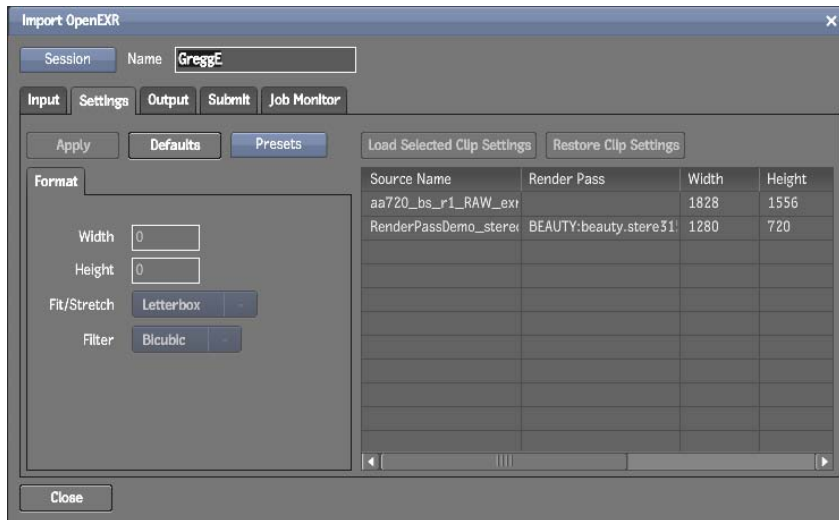 Import OpenEXR
Session Name GreggE
Input Settings Output Submit Job Monitor
Apply Defaults Presets Load Selected Clip Settings Restore Clip Settings
Format
Source Name Render Pass Width Height
aa720_bs_r1_RAW_exr 1828 1556
RenderPassDemo_stereo BEAUTY:beauty.stere315 1280 720
Width 0
Height 0
Fit/Stretch Letterbox
Filter Bicubic
Close